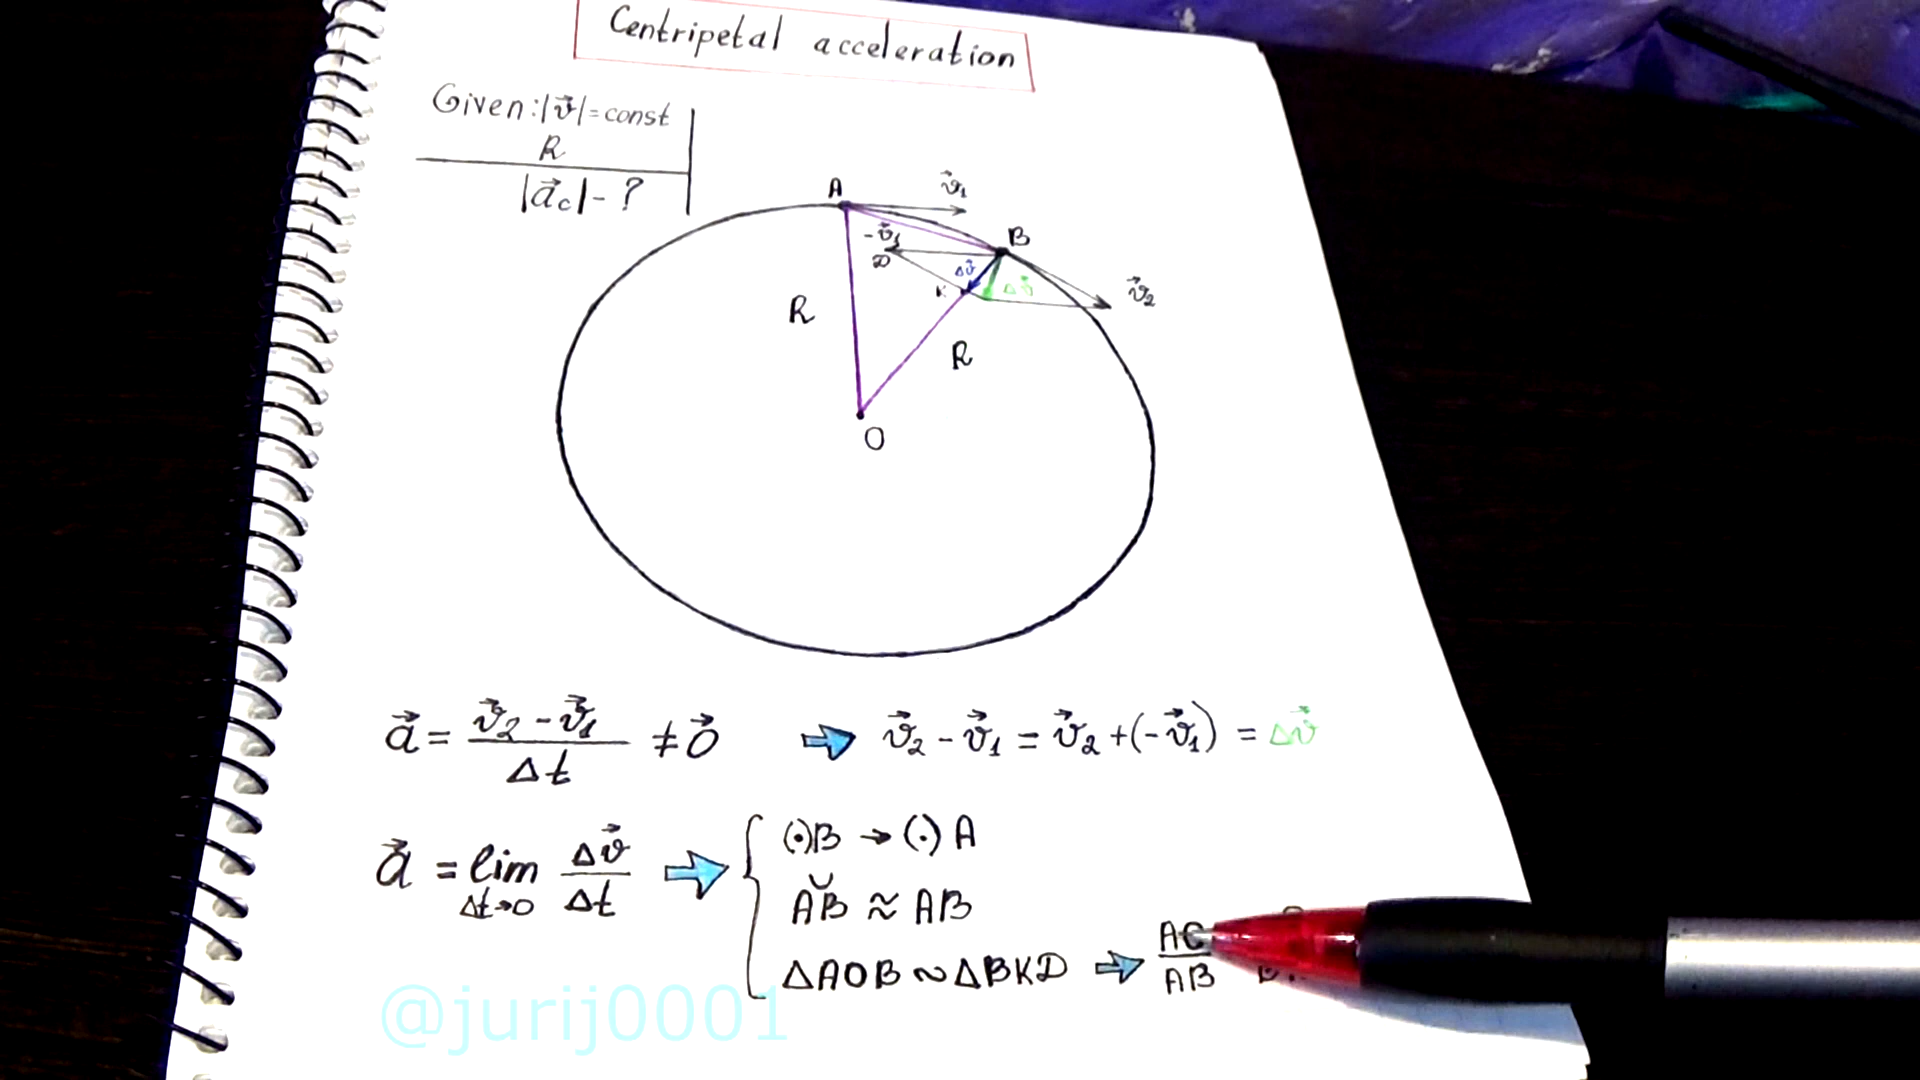 Centripetal acceleration
Given: |v⃗| = const
R
|a⃗c| - ?
A
v⃗1
B
-v⃗1
D
Δv⃗
K
Δv⃗
v⃗2
R
R
O
a⃗ = (v⃗2 - v⃗1) / Δt ≠ 0⃗ ⇒ v⃗2 - v⃗1 = v⃗2 + (-v⃗1) = Δv⃗
a⃗ = lim Δt→0 Δv⃗ / Δt ⇒ {
(·)B → (·)A
A͝B ≈ AB
ΔAOB ~ ΔBKD ⇒ / AB
@jurij0001